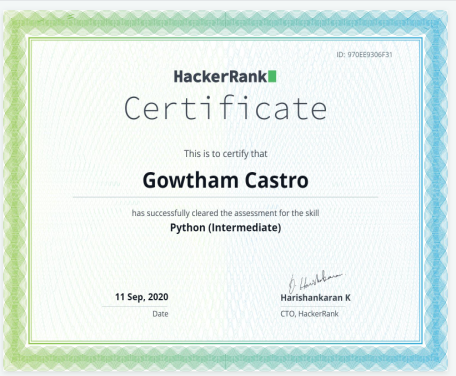 ID: 970EE9306F31
HackerRank
Certificate
This is to certify that
Gowtham Castro
has successfully cleared the assessment for the skill
Python (Intermediate)
11 Sep, 2020
Date
Harishankaran K
CTO, HackerRank